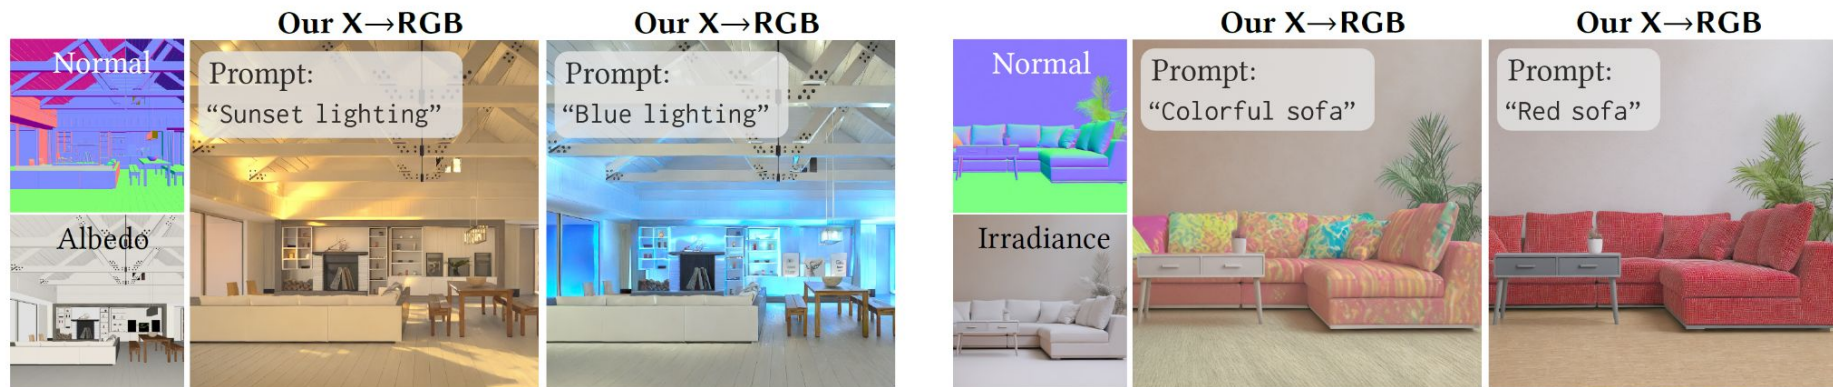 Our X→RGB
Our X→RGB
Normal
Prompt:
“Sunset lighting”
Prompt:
“Blue lighting”
Albedo
Our X→RGB
Our X→RGB
Normal
Prompt:
“Colorful sofa”
Prompt:
“Red sofa”
Irradiance